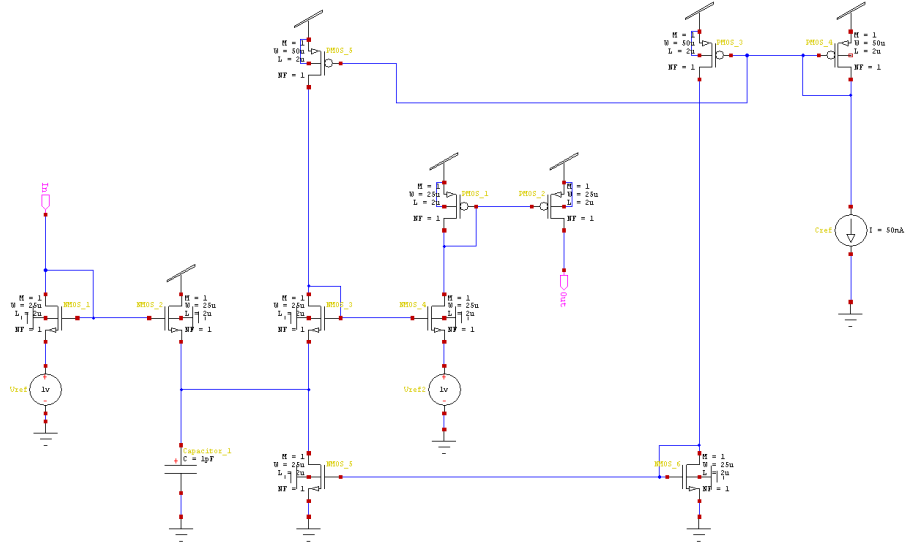 M = 1
W = 50u
L = 2u
NF = 1
PMOS_5
M = 1
W = 50u
L = 2u
NF = 1
PMOS_3
PMOS_4
M = 1
W = 50u
L = 2u
NF = 1
In
M = 1
W = 25u
L = 2u
NF = 1
PMOS_1
PMOS_2
M = 1
W = 25u
L = 2u
NF = 1
Cref
I = 50nA
Out
M = 1
W = 25u
L = 2u
NF = 1
NMOS_1
NMOS_2
M = 1
W = 25u
L = 2u
NF = 1
M = 1
W = 25u
L = 2u
NF = 1
NMOS_3
NMOS_4
M = 1
W = 25u
L = 2u
NF = 1
Vref
1v
Vref2
1v
Capacitor_1
C = 1pF
M = 1
W = 25u
L = 2u
NF = 1
NMOS_5
NMOS_6
M = 1
W = 25u
L = 2u
NF = 1